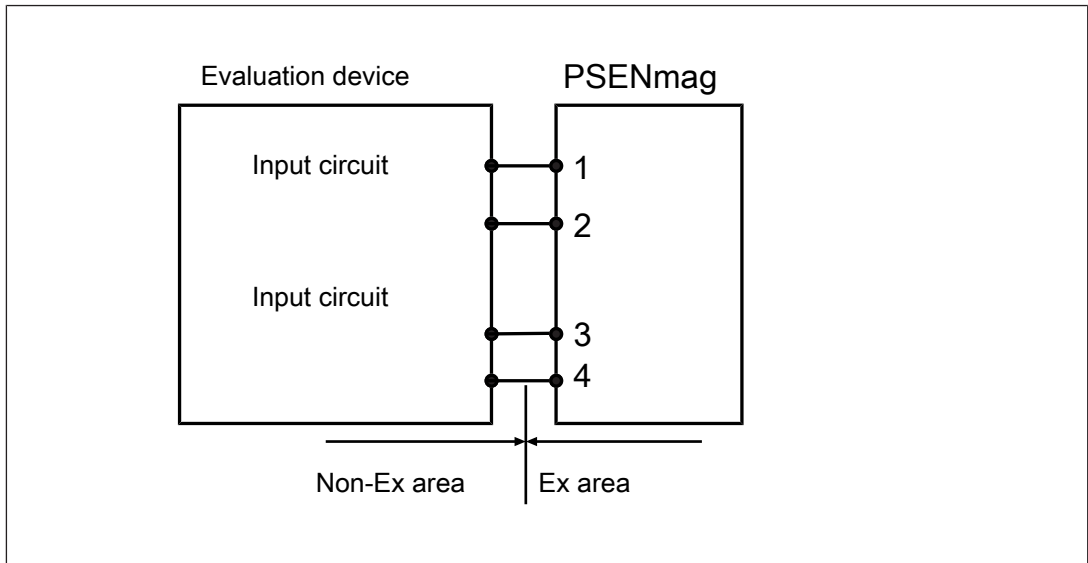 Evaluation device
PSENmag
Input circuit
1
2
Input circuit
3
4
Non-Ex area
Ex area